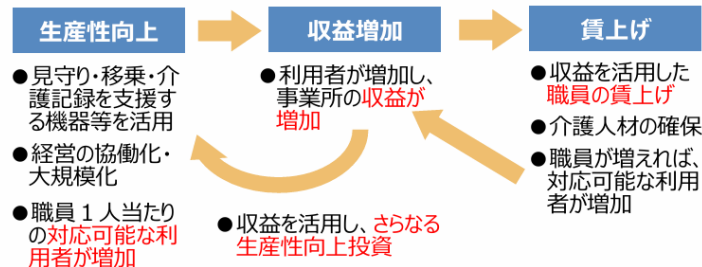 生産性向上
収益増加
賃上げ
●見守り・移乗・介
護記録を支援す
る機器等を活用
●経営の協働化・
大規模化
●職員1人当たり
の対応可能な利
用者が増加
●利用者が増加し、
事業所の収益が
増加
●収益を活用し、さらなる
生産性向上投資
●収益を活用した
職員の賃上げ
●介護人材の確保
●職員が増えれば、
対応可能な利用
者が増加